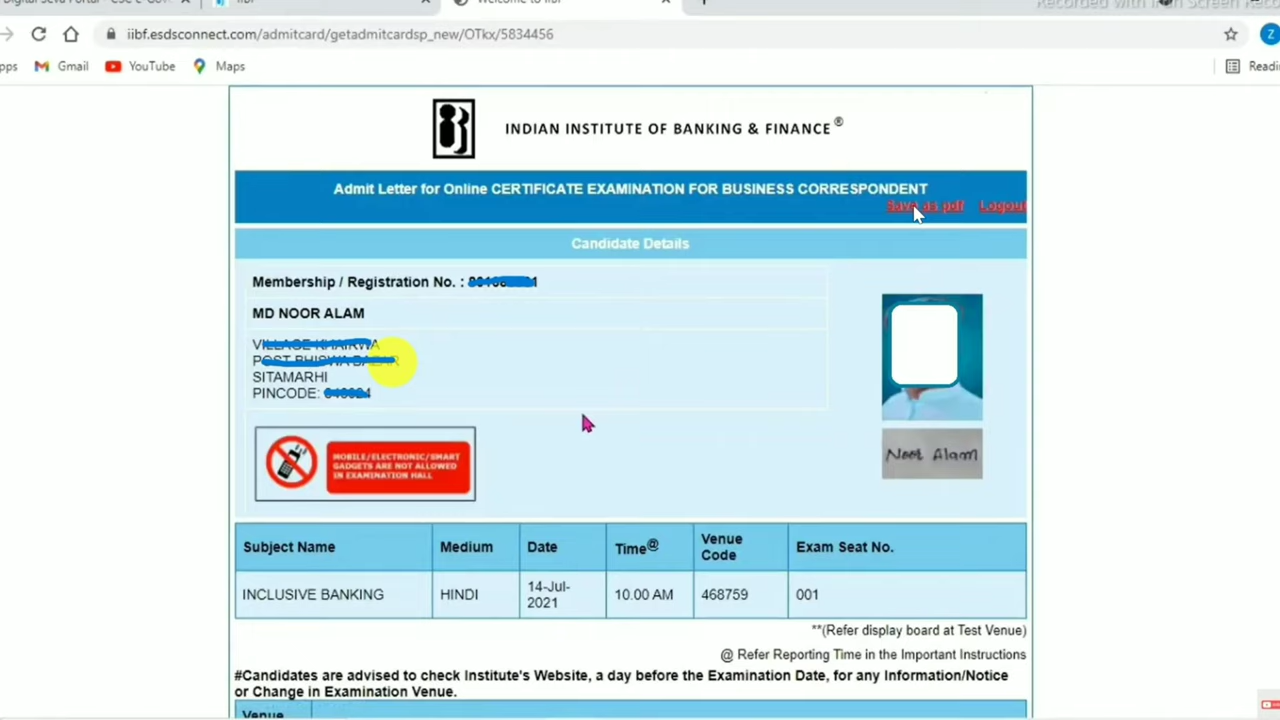 iibf.esdsconnect.com/admitcard/getadmitcardsp_new/OTkx/5834456
Gmail YouTube Maps
INDIAN INSTITUTE OF BANKING & FINANCE®
Admit Letter for Online CERTIFICATE EXAMINATION FOR BUSINESS CORRESPONDENT
Save as pdf Logout
Candidate Details
Membership / Registration No. :
MD NOOR ALAM
SITAMARHI
PINCODE:
MOBILE/ELECTRONIC/SMART
GADGETS ARE NOT ALLOWED
IN EXAMINATION HALL
Noor Alam
Subject Name Medium Date Time@ Venue Code Exam Seat No.
INCLUSIVE BANKING HINDI 14-Jul-2021 10.00 AM 468759 001
**(Refer display board at Test Venue)
@ Refer Reporting Time in the Important Instructions
#Candidates are advised to check Institute's Website, a day before the Examination Date, for any Information/Notice
or Change in Examination Venue.
Venue